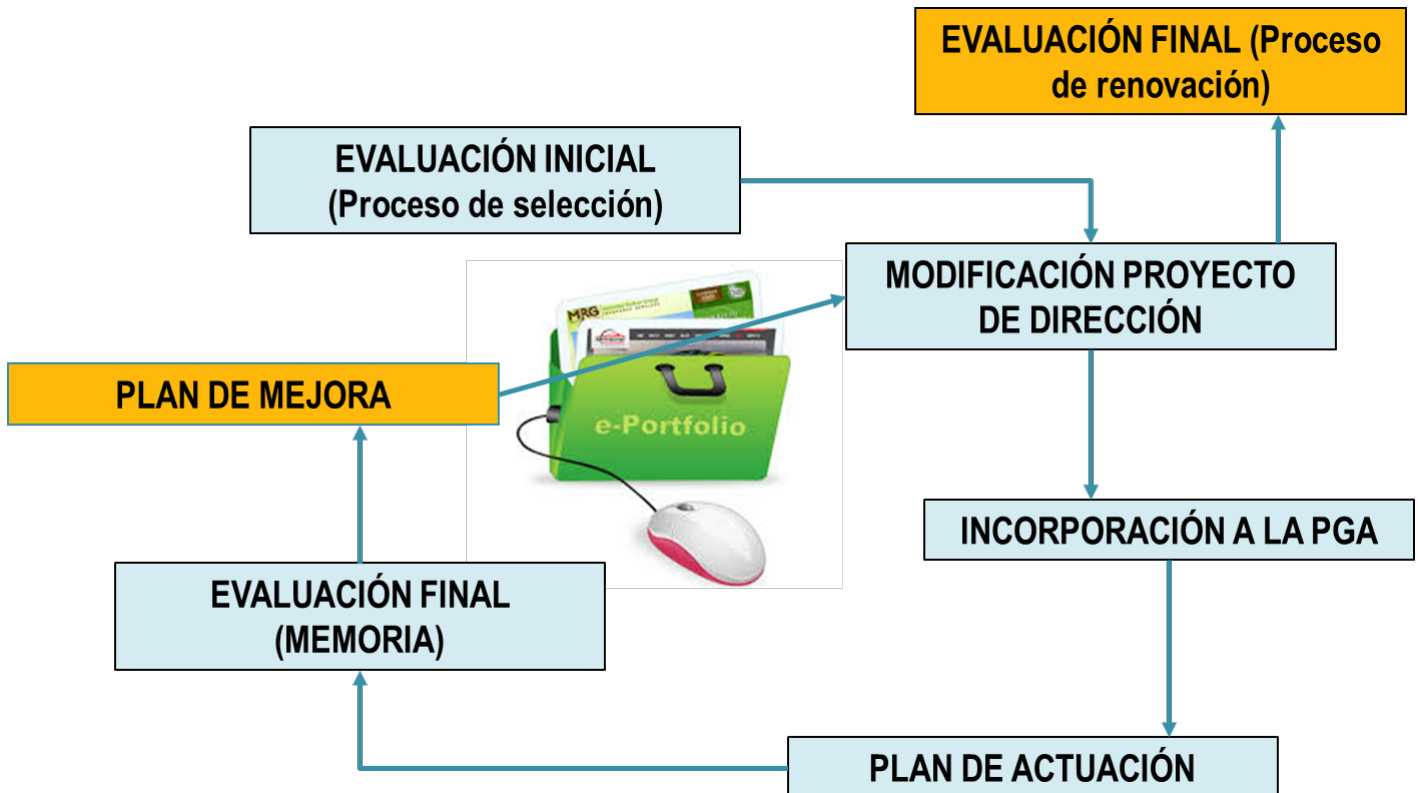 EVALUACIÓN FINAL (Proceso
de renovación)
EVALUACIÓN INICIAL
(Proceso de selección)
MODIFICACIÓN PROYECTO
DE DIRECCIÓN
MRG
PLAN DE MEJORA
e-Portfolio
INCORPORACIÓN A LA PGA
EVALUACIÓN FINAL
(MEMORIA)
PLAN DE ACTUACIÓN